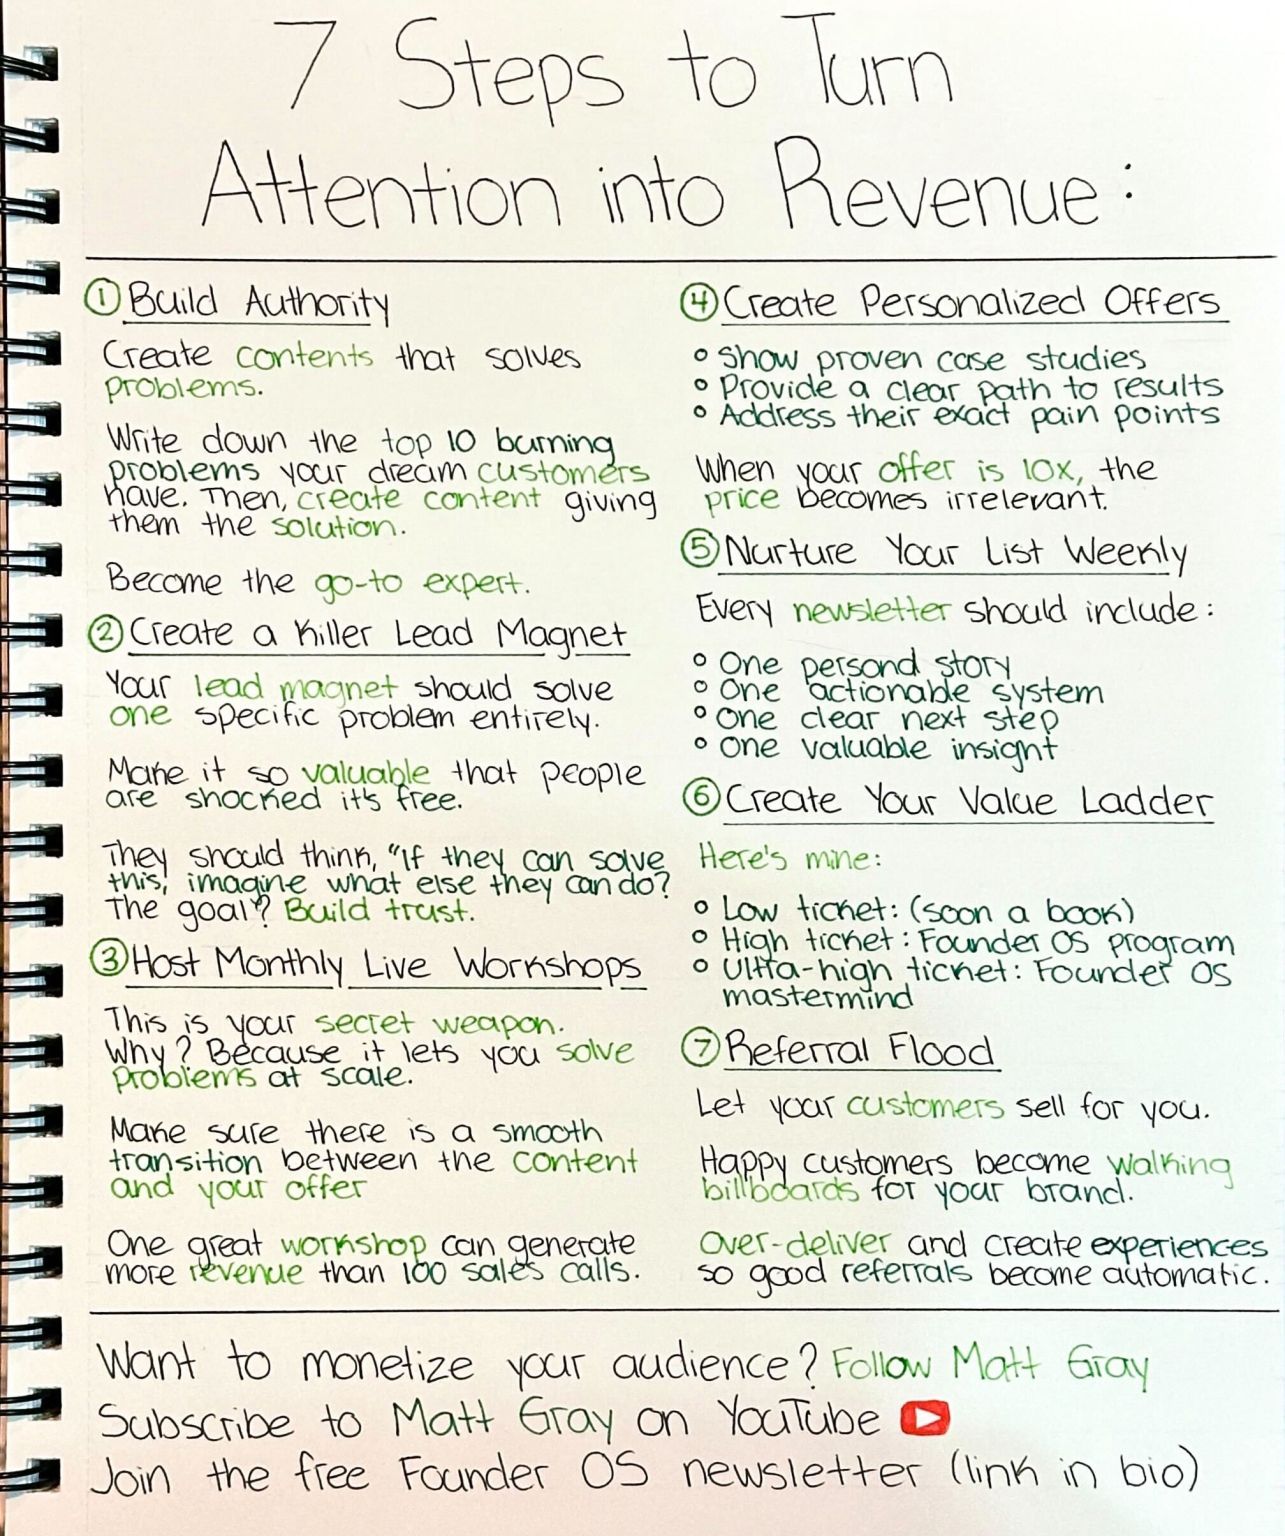 7 Steps to Turn
Attention into Revenue:
① Build Authority
Create contents that solves
problems.
Write down the top 10 burning
problems your dream customers
have. Then, create content giving
them the solution.
Become the go-to expert.
② Create a Killer Lead Magnet
Your lead magnet should solve
one specific problem entirely.
Make it so valuable that people
are shocked it's free.
They should think, "If they can solve
this, imagine what else they can do?
The goal? Build trust.
③ Host Monthly Live Workshops
This is your secret weapon.
Why? Because it lets you solve
problems at scale.
Make sure there is a smooth
transition between the content
and your offer
One great workshop can generate
more revenue than 100 sales calls.
④ Create Personalized Offers
° Show proven case studies
° Provide a clear path to results
° Address their exact pain points
When your offer is 10x, the
price becomes irrelevant.
⑤ Nurture Your List Weekly
Every newsletter should include:
° One personal story
° One actionable system
° One clear next step
° One valuable insight
⑥ Create Your Value Ladder
Here's mine:
° Low ticket: (soon a book)
° High ticket: Founder OS program
° Ultra-high ticket: Founder OS
mastermind
⑦ Referral Flood
Let your customers sell for you.
Happy customers become walking
billboards for your brand.
Over-deliver and create experiences
so good referrals become automatic.
Want to monetize your audience? Follow Matt Gray
Subscribe to Matt Gray on YouTube
Join the free Founder OS newsletter (link in bio)